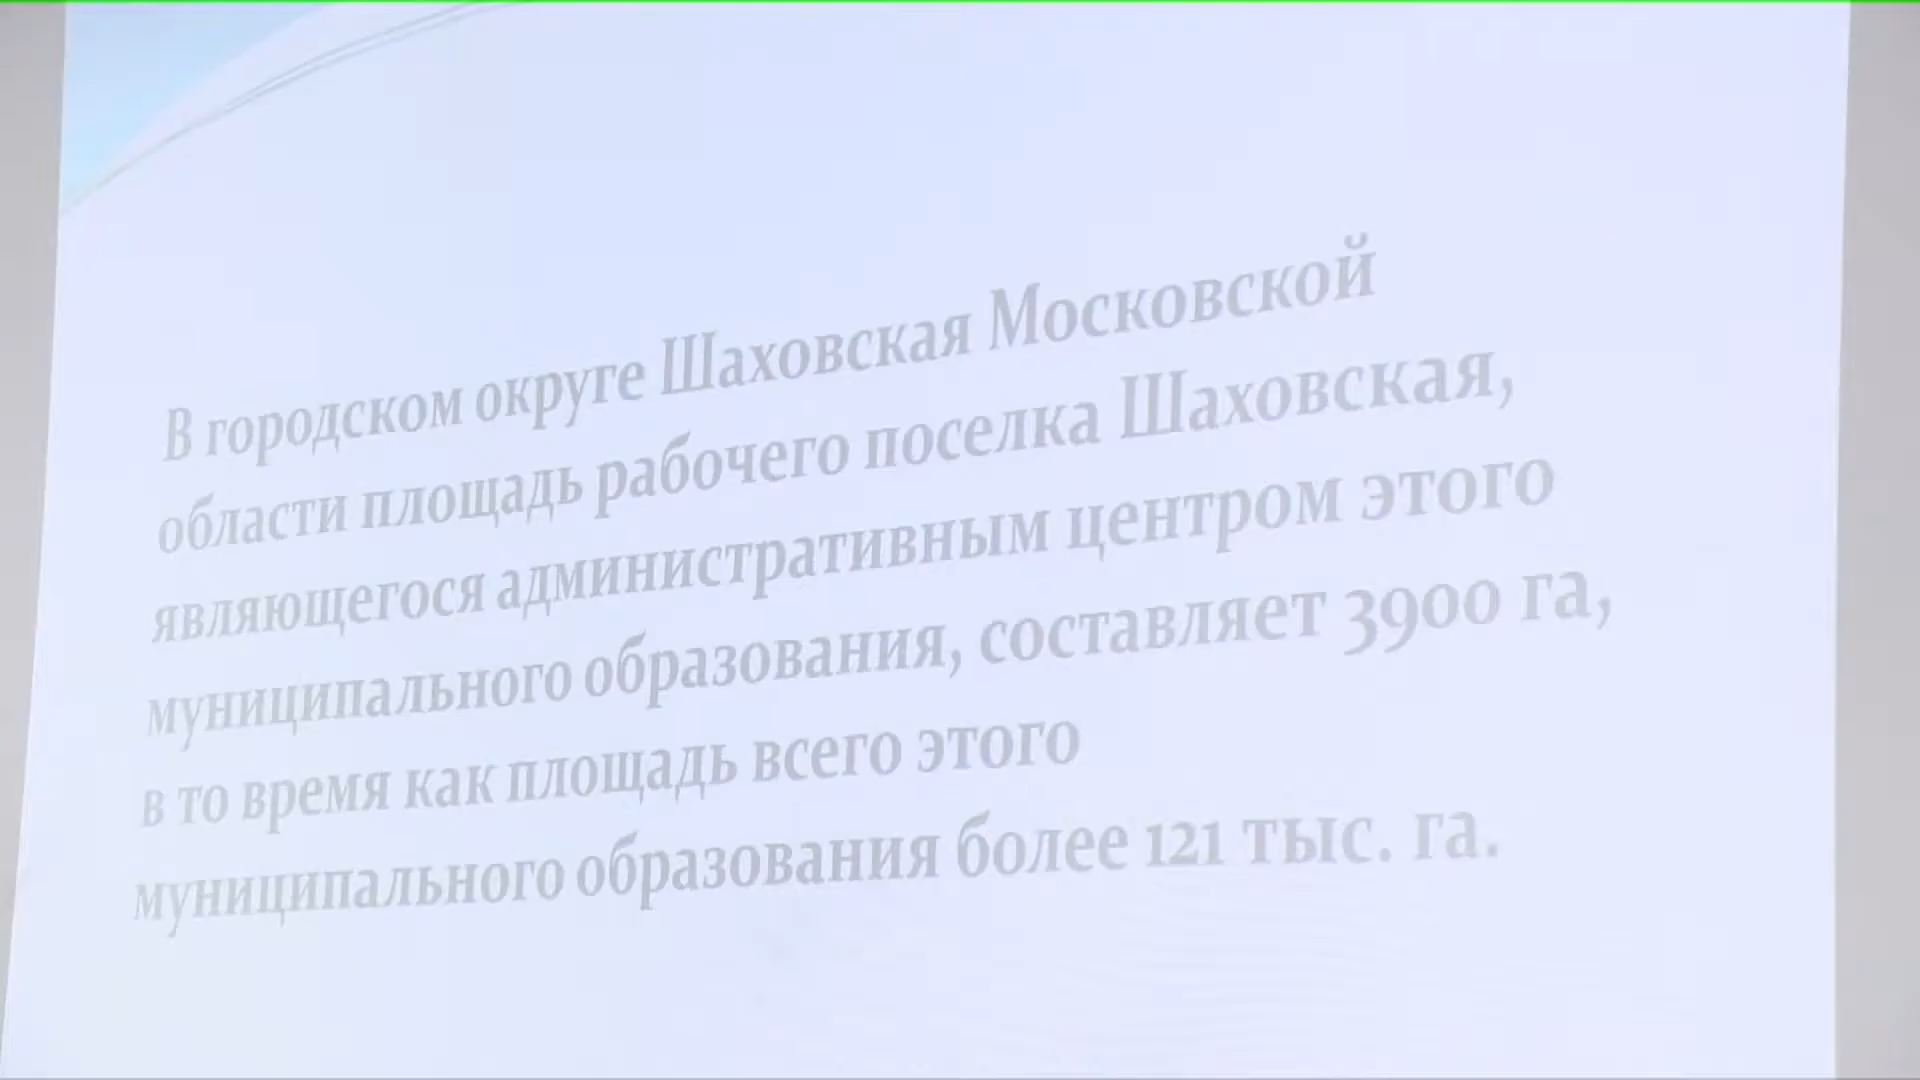 В городском округе Шаховская Московской
области площадь рабочего поселка Шаховская,
являющегося административным центром этого
муниципального образования, составляет 3900 га,
в то время как площадь всего этого
муниципального образования более 121 тыс. га.